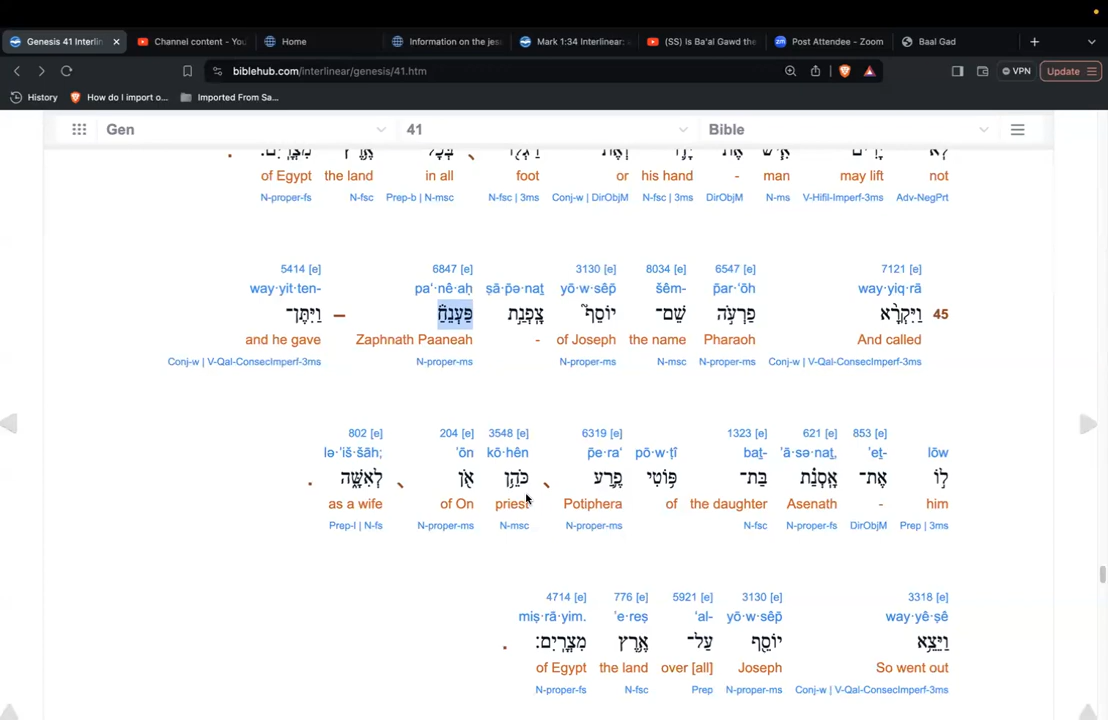 Genesis 41 Interlin
Channel content - You
Home
Information on the jes
Mark 1:34 Interlinear:
(SS) Is Ba'al Gawd the
Post Attendee - Zoom
Baal Gad
biblehub.com/interlinear/genesis/41.htm
VPN
Update
History
How do I import o...
Imported From Sa...
Gen
41
Bible
of Egypt the land in all foot or his hand - man may lift not
N-proper-fs N-fsc Prep-b | N-msc N-fsc | 3ms Conj-w | DirObjM N-fsc | 3ms DirObjM N-ms V-Hifil-Imperf-3ms Adv-NegPrt
5414 [e] 6847 [e] 3130 [e] 8034 [e] 6547 [e] 7121 [e]
way·yit·ten- pa‘·nê·aḥ ṣā·p̄ə·naṯ yō·w·sêp̄ šêm- p̄ar·‘ōh way·yiq·rā
45 וַיִּקְרָ֨א פַרְעֹ֣ה שֵׁם־ יוֹסֵף֮ צָֽפְנַ֣ת פַּעְנֵחַ֒ – וַיִּתֶּן־
and he gave Zaphnath Paaneah - of Joseph the name Pharaoh And called
Conj-w | V-Qal-ConsecImperf-3ms N-proper-ms N-proper-ms N-msc N-proper-ms Conj-w | V-Qal-ConsecImperf-3ms
802 [e] 204 [e] 3548 [e] 6319 [e] 1323 [e] 621 [e] 853 [e]
lə·’iš·šāh; ’ōn kō·hên p̄e·ra‘ pō·w·ṭî baṯ- ’ā·sə·naṯ, ’eṯ- lōw
ל֣וֹ אֶת־ אָֽסְנַ֗ת בַּת־ פּ֥וֹטִי פֶ֛רַע ، כֹּהֵ֥ן אֹ֖ן ، לְאִשָּׁ֑ה .
as a wife of On priest Potiphera of the daughter Asenath - him
Prep-l | N-fs N-proper-ms N-msc N-proper-ms N-fsc N-proper-fs DirObjM Prep | 3ms
4714 [e] 776 [e] 5921 [e] 3130 [e] 3318 [e]
miṣ·rā·yim. ’e·reṣ ‘al- yō·w·sêp̄ way·yê·ṣê
וַיֵּצֵ֥א יוֹסֵ֖ף עַל־ אֶ֥רֶץ מִצְרָֽיִם׃ .
of Egypt the land over [all] Joseph So went out
N-proper-fs N-fsc Prep N-proper-ms Conj-w | V-Qal-ConsecImperf-3ms